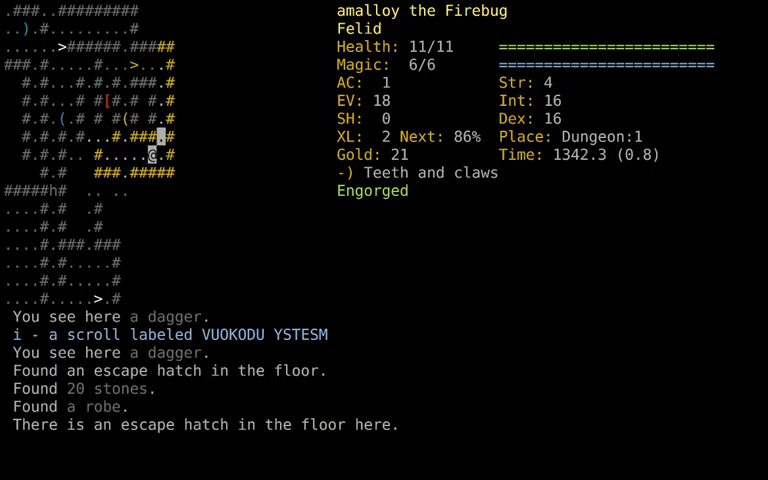 .###..#########          amalloy the Firebug
..).#.........#          Felid
......>######.#####      Health: 11/11    ========================
###.#.....#...>...#      Magic:  6/6      ========================
#.#.#.#.#.###.#          AC:  1           Str: 4
#.#...# #[#.# #.#        EV: 18           Int: 16
#.#.(.# # #(# #.#        SH:  0           Dex: 16
#.#.#.#...#.###.#        XL:  2 Next: 86% Place: Dungeon:1
#.#.#.. #.....@.#        Gold: 21         Time: 1342.3 (0.8)
#.#   ###.#####          -) Teeth and claws
#####h#  .. ..           Engorged
....#.#  .#
....#.#  .#
....#.###.###
....#.#.....#
....#.#.....#
....#.....>.#
You see here a dagger.
i - a scroll labeled VUOKODU YSTESM
You see here a dagger.
Found an escape hatch in the floor.
Found 20 stones.
Found a robe.
There is an escape hatch in the floor here.